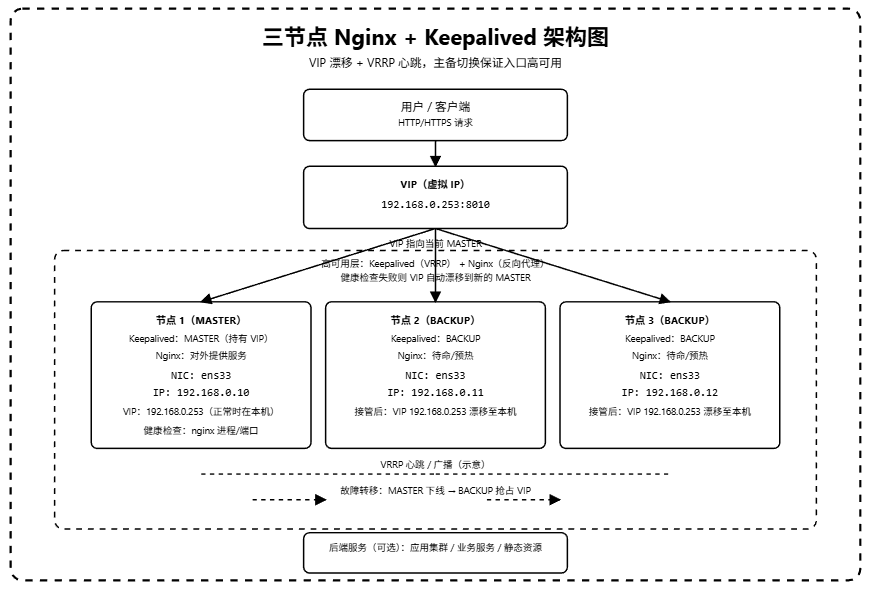 三节点 Nginx + Keepalived 架构图
VIP 漂移 + VRRP 心跳，主备切换保证入口高可用
用户 / 客户端
HTTP/HTTPS 请求
VIP（虚拟 IP）
192.168.0.253:8010
VIP 指向当前 MASTER
高可用层：Keepalived（VRRP） + Nginx（反向代理）
健康检查失败则 VIP 自动漂移到新的 MASTER
节点 1（MASTER）
Keepalived：MASTER（持有 VIP）
Nginx：对外提供服务
NIC: ens33
IP: 192.168.0.10
VIP：192.168.0.253（正常时在本机）
健康检查：nginx 进程/端口
节点 2（BACKUP）
Keepalived：BACKUP
Nginx：待命/预热
NIC: ens33
IP: 192.168.0.11
接管后：VIP 192.168.0.253 漂移至本机
节点 3（BACKUP）
Keepalived：BACKUP
Nginx：待命/预热
NIC: ens33
IP: 192.168.0.12
接管后：VIP 192.168.0.253 漂移至本机
VRRP 心跳 / 广播（示意）
故障转移：MASTER 下线 → BACKUP 抢占 VIP
后端服务（可选）：应用集群 / 业务服务 / 静态资源